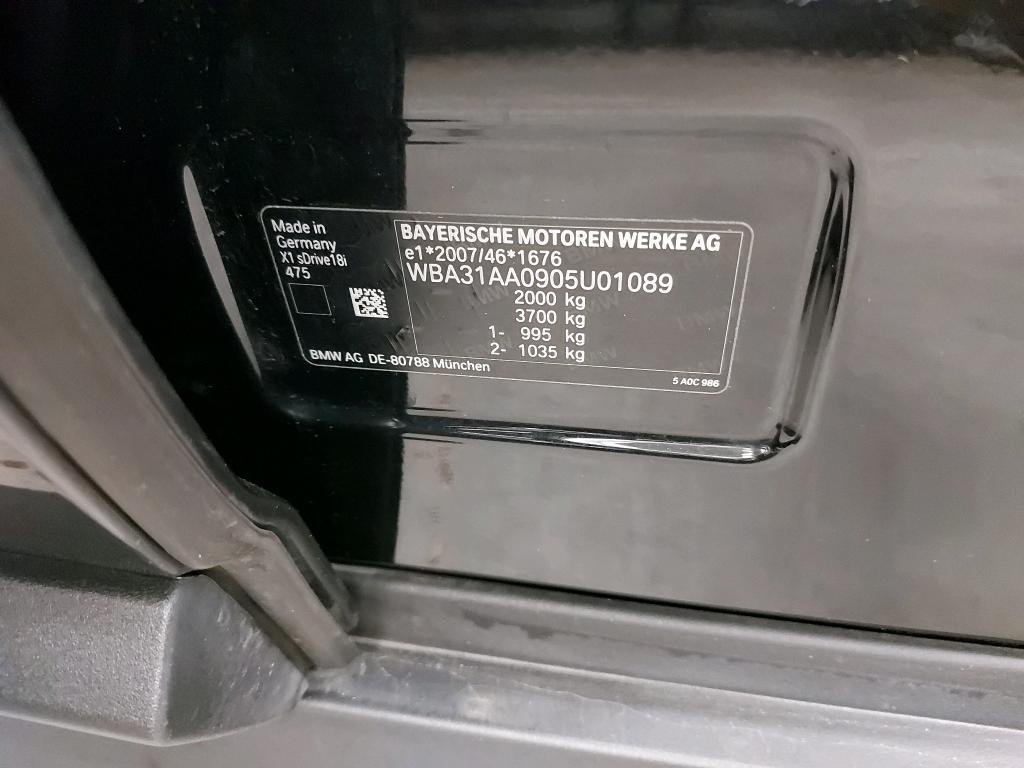 Made in
Germany
X1 sDrive18i
475
BAYERISCHE MOTOREN WERKE AG
e1*2007/46*1676
WBA31AA0905U01089
2000 kg
3700 kg
1- 995 kg
2- 1035 kg
BMW AG DE-80788 München
5 A0C 986